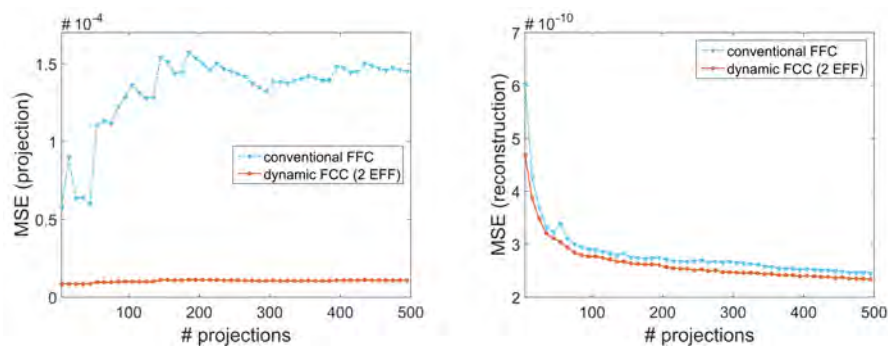 # 10⁻⁴
1.5
1
0.5
0
MSE (projection)
conventional FFC
dynamic FCC (2 EFF)
100 200 300 400 500
# projections
# 10⁻¹⁰
7
6
5
4
3
2
MSE (reconstruction)
conventional FFC
dynamic FCC (2 EFF)
100 200 300 400 500
# projections